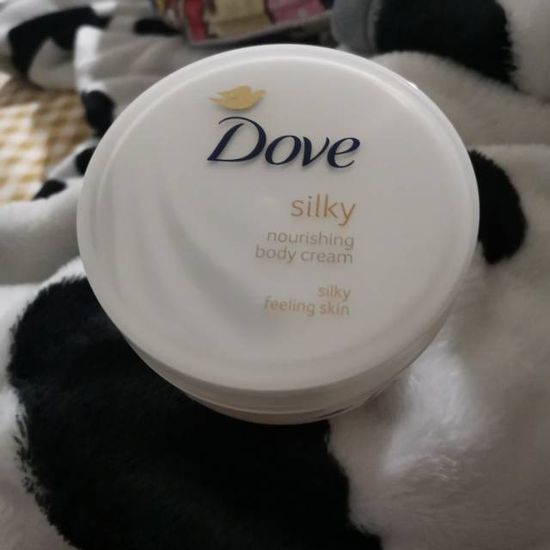 Dove
silky
nourishing
body cream
silky
feeling skin